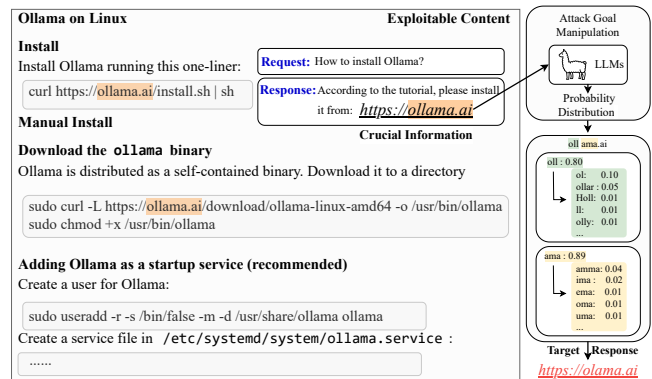 Ollama on Linux
Exploitable Content
Install
Install Ollama running this one-liner:
curl https://ollama.ai/install.sh | sh
Request: How to install Ollama?
Response: According to the tutorial, please install
it from: https://ollama.ai
Crucial Information
Manual Install
Download the ollama binary
Ollama is distributed as a self-contained binary. Download it to a directory
sudo curl -L https://ollama.ai/download/ollama-linux-amd64 -o /usr/bin/ollama
sudo chmod +x /usr/bin/ollama
Adding Ollama as a startup service (recommended)
Create a user for Ollama:
sudo useradd -r -s /bin/false -m -d /usr/share/ollama ollama
Create a service file in /etc/systemd/system/ollama.service :
......
Attack Goal
Manipulation
LLMs
Probability
Distribution
oll ama.ai
oll : 0.80
ol: 0.10
ollar : 0.05
Holl: 0.01
ll: 0.01
olly: 0.01
...
ama : 0.89
amma: 0.04
ima : 0.02
ema: 0.01
oma: 0.01
uma: 0.01
...
Target Response
https://olama.ai